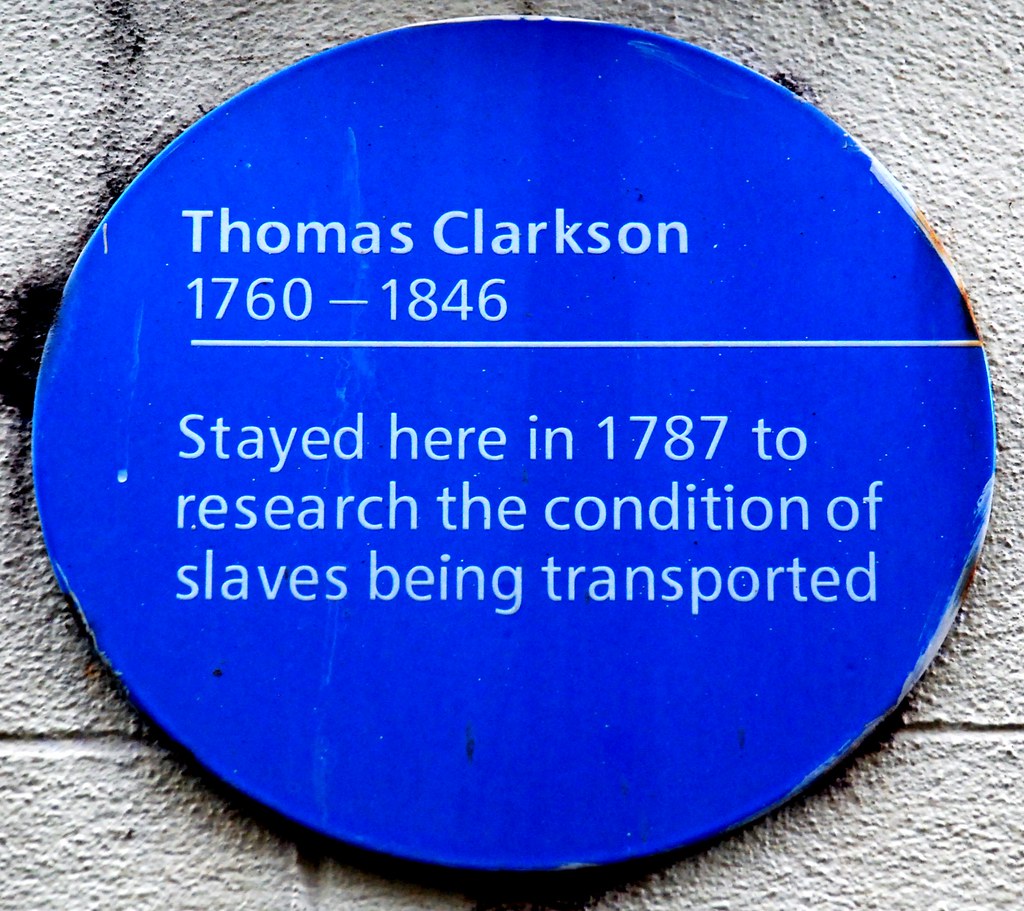 Thomas Clarkson
1760 – 1846
Stayed here in 1787 to
research the condition of
slaves being transported